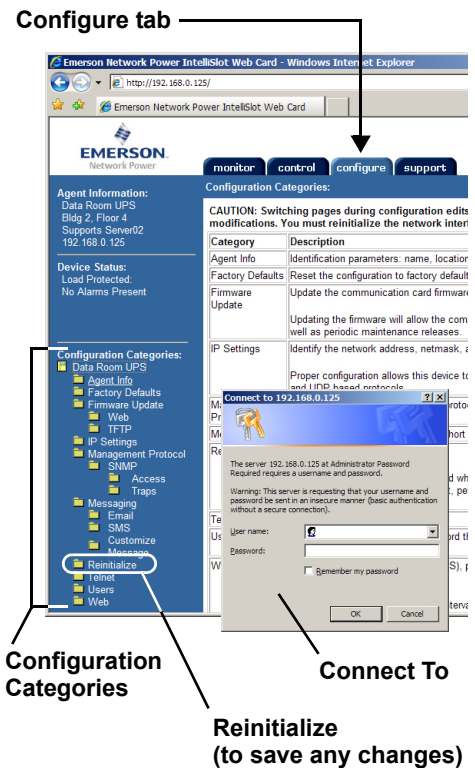 Configure tab
Emerson Network Power IntelliSlot Web Card - Windows Internet Explorer
http://192.168.0.125/
Emerson Network Power IntelliSlot Web Card
EMERSON
Network Power
monitor control configure support
Agent Information:
Data Room UPS
Bldg 2, Floor 4
Supports Server02
192.168.0.125
Device Status:
Load Protected:
No Alarms Present
Configuration Categories:
Data Room UPS
Agent Info
Factory Defaults
Firmware Update
Web
TFTP
IP Settings
Management Protocol
SNMP
Access
Traps
Messaging
Email
SMS
Customize
Message
Reinitialize
Telnet
Users
Web
Configuration Categories:
CAUTION: Switching pages during configuration edits
modifications. You must reinitialize the network interf
Category Description
Agent Info Identification parameters: name, location
Factory Defaults Reset the configuration to factory default
Firmware Update the communication card firmware
Update
Updating the firmware will allow the com
well as periodic maintenance releases.
IP Settings Identify the network address, netmask, a
Proper configuration allows this device to
and UDP based protocols.
Connect to 192.168.0.125
The server 192.168.0.125 at Administrator Password
Required requires a username and password.
Warning: This server is requesting that your username and
password be sent in an insecure manner (basic authentication
without a secure connection).
User name:
Password:
Remember my password
OK Cancel
Configuration
Categories
Connect To
Reinitialize
(to save any changes)